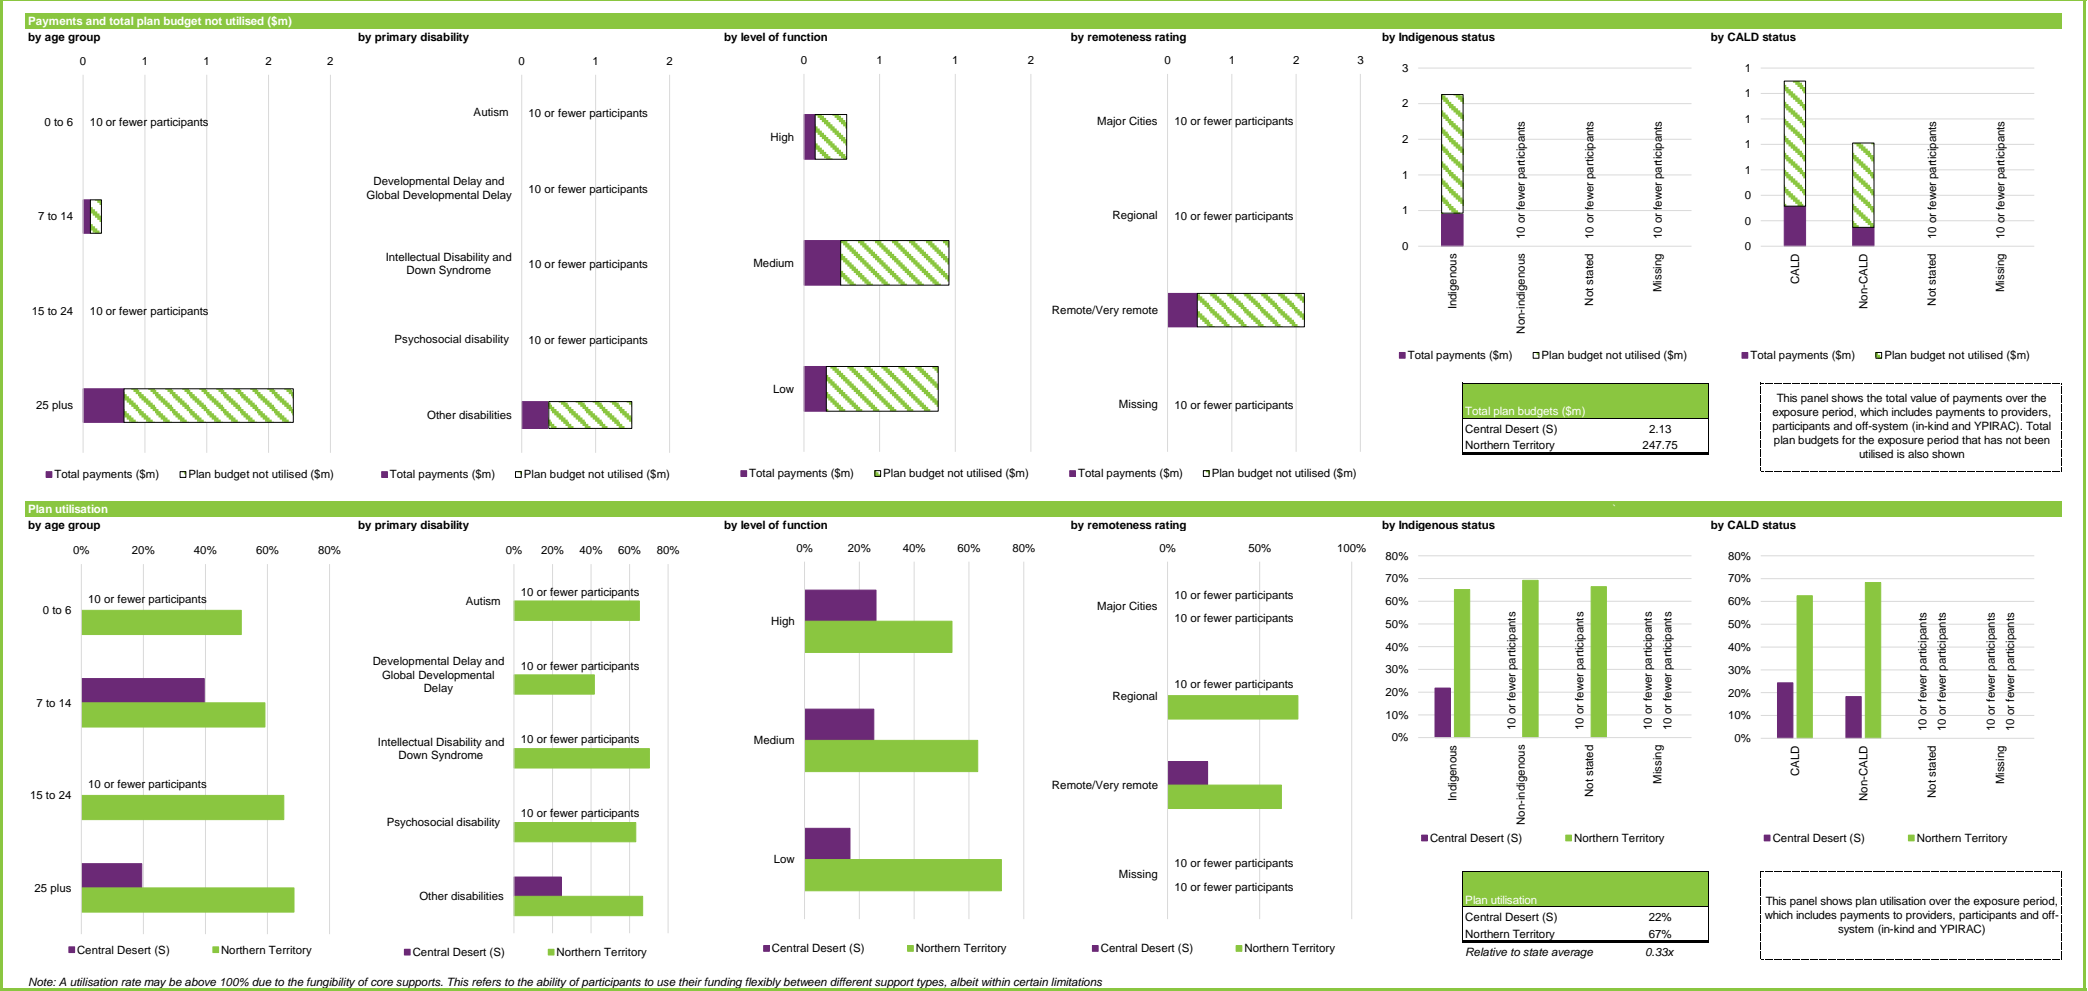 Payments and total plan budget not utilised ($m)
by age group
0 1 1 2 2
0 to 6 10 or fewer participants
7 to 14
15 to 24 10 or fewer participants
25 plus
Total payments ($m) Plan budget not utilised ($m)
by primary disability
0 1 1 2
Autism 10 or fewer participants
Developmental Delay and
Global Developmental Delay
10 or fewer participants
Intellectual Disability and
Down Syndrome
10 or fewer participants
Psychosocial disability 10 or fewer participants
Other disabilities
Total payments ($m) Plan budget not utilised ($m)
by level of function
0 1 1 2
High
Medium
Low
Total payments ($m) Plan budget not utilised ($m)
by remoteness rating
0 1 2 3
Major Cities 10 or fewer participants
Regional 10 or fewer participants
Remote/Very remote
Missing 10 or fewer participants
Total payments ($m) Plan budget not utilised ($m)
by Indigenous status
3
2
2
1
1
0
10 or fewer participants
10 or fewer participants
10 or fewer participants
Indigenous
Non-indigenous
Not stated
Missing
Total payments ($m) Plan budget not utilised ($m)
Total plan budgets ($m)
Central Desert (S) 2.13
Northern Territory 247.75
by CALD status
1
1
1
1
1
0
0
0
10 or fewer participants
10 or fewer participants
CALD
Non-CALD
Not stated
Missing
Total payments ($m) Plan budget not utilised ($m)
This panel shows the total value of payments over the
exposure period, which includes payments to providers,
participants and off-system (in-kind and YPIRAC). Total
plan budgets for the exposure period that has not been
utilised is also shown
Plan utilisation
by age group
0% 20% 40% 60% 80%
0 to 6 10 or fewer participants
7 to 14
15 to 24 10 or fewer participants
25 plus
Central Desert (S) Northern Territory
by primary disability
0% 20% 40% 60% 80%
Autism 10 or fewer participants
Developmental Delay and
Global Developmental
Delay
10 or fewer participants
Intellectual Disability and
Down Syndrome
10 or fewer participants
Psychosocial disability 10 or fewer participants
Other disabilities
Central Desert (S) Northern Territory
by level of function
0% 20% 40% 60% 80%
High
Medium
Low
Central Desert (S) Northern Territory
by remoteness rating
0% 50% 100%
Major Cities 10 or fewer participants
10 or fewer participants
Regional 10 or fewer participants
Remote/Very remote
Missing 10 or fewer participants
10 or fewer participants
Central Desert (S) Northern Territory
by Indigenous status
80%
70%
60%
50%
40%
30%
20%
10%
0%
10 or fewer participants
10 or fewer participants
10 or fewer participants
10 or fewer participants
Indigenous
Non-indigenous
Not stated
Missing
Central Desert (S) Northern Territory
Plan utilisation
Central Desert (S) 22%
Northern Territory 67%
Relative to state average 0.33x
by CALD status
80%
70%
60%
50%
40%
30%
20%
10%
0%
10 or fewer participants
10 or fewer participants
10 or fewer participants
10 or fewer participants
CALD
Non-CALD
Not stated
Missing
Central Desert (S) Northern Territory
This panel shows plan utilisation over the exposure period,
which includes payments to providers, participants and off-
system (in-kind and YPIRAC)
Note: A utilisation rate may be above 100% due to the fungibility of core supports. This refers to the ability of participants to use their funding flexibly between different support types, albeit within certain limitations